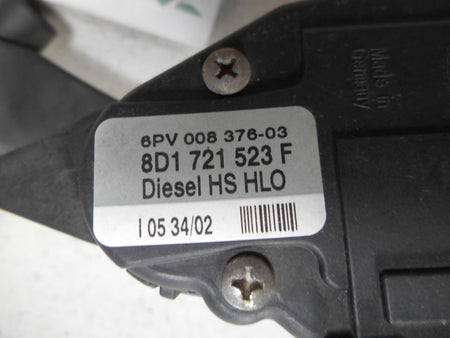 6PV 008 376-03
8D1 721 523 F
Diesel HS HLO
I 05 34/02
Made in
Germany